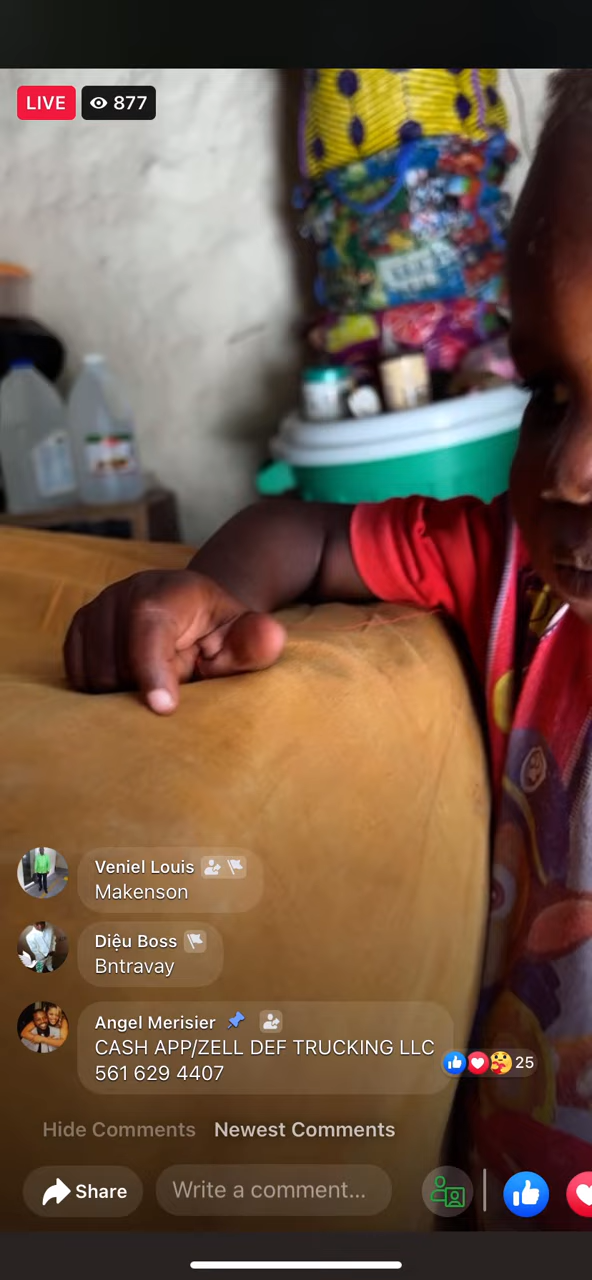 LIVE
877
Veniel Louis
Makenson
Diệu Boss
Bntravay
Angel Merisier
CASH APP/ZELL DEF TRUCKING LLC
561 629 4407
25
Hide Comments
Newest Comments
Share
Write a comment...